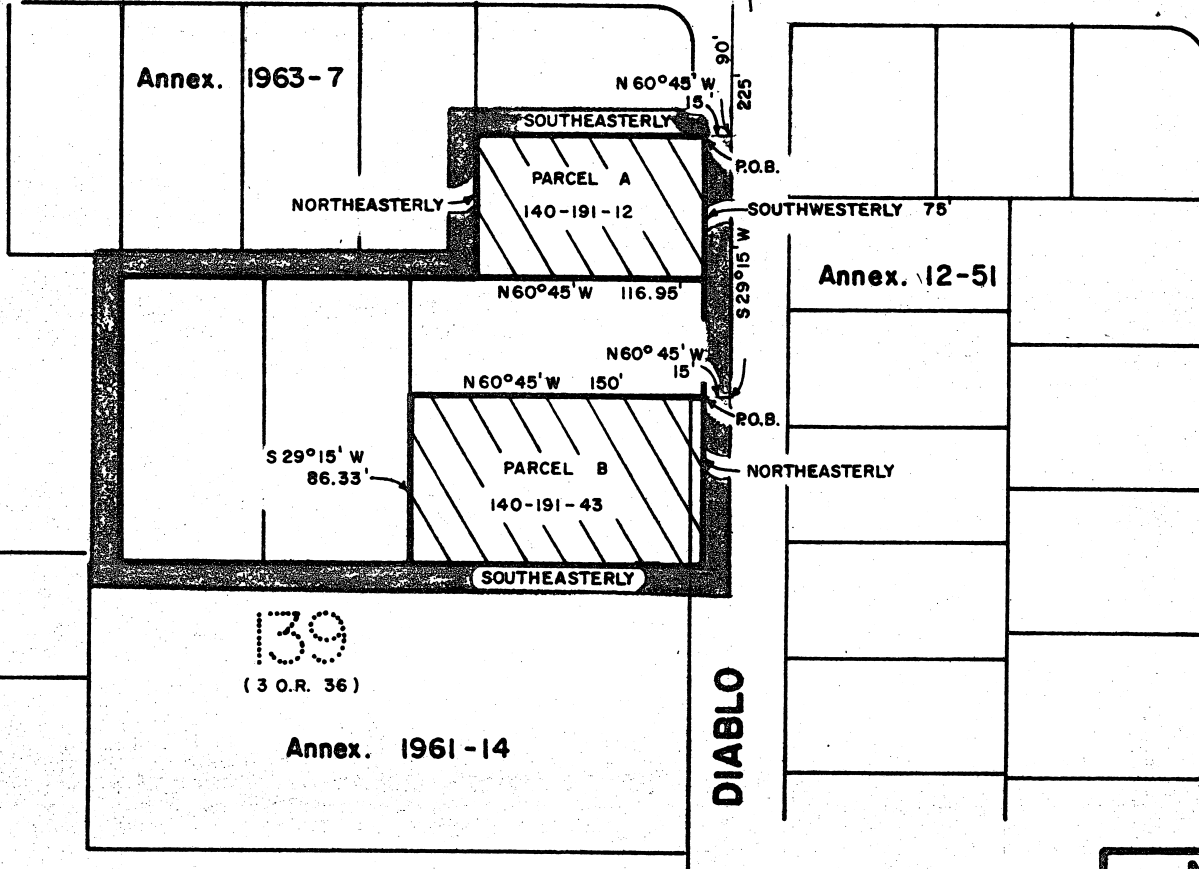 90'
Annex. 1963-7
N 60°45' W
15'
225'
SOUTHEASTERLY
P.O.B.
PARCEL A
NORTHEASTERLY
140-191-12
SOUTHWESTERLY 75'
S 29°15' W
Annex. 12-51
N60°45' W 116.95'
N60° 45' W
15'
N 60°45' W 150'
P.O.B.
S 29°15' W
86.33'
PARCEL B
NORTHEASTERLY
140-191-43
SOUTHEASTERLY
139
(3 O.R. 36)
DIABLO
Annex. 1961-14